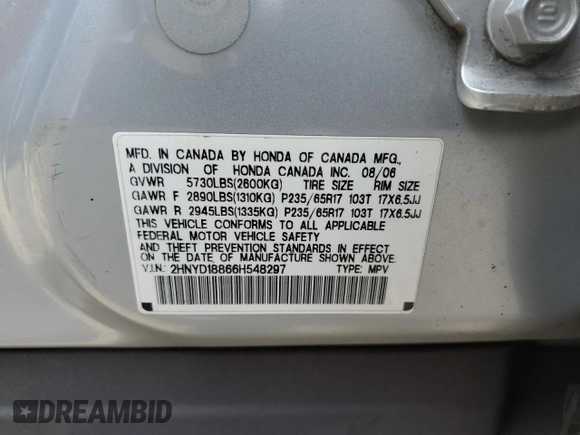 MFD. IN CANADA BY HONDA OF CANADA MFG.,
A DIVISION OF HONDA CANADA INC. 08/06
GVWR 5730LBS(2600KG) TIRE SIZE RIM SIZE
GAWR F 2890LBS(1310KG) P235/65R17 103T 17X6.5JJ
GAWR R 2945LBS(1335KG) P235/65R17 103T 17X6.5JJ
THIS VEHICLE CONFORMS TO ALL APPLICABLE
FEDERAL MOTOR VEHICLE SAFETY
AND THEFT PREVENTION STANDARDS IN EFFECT
ON THE DATE OF MANUFACTURE SHOWN ABOVE.
V.I.N.: 2HNYD18866H548297 TYPE: MPV
DREAMBID